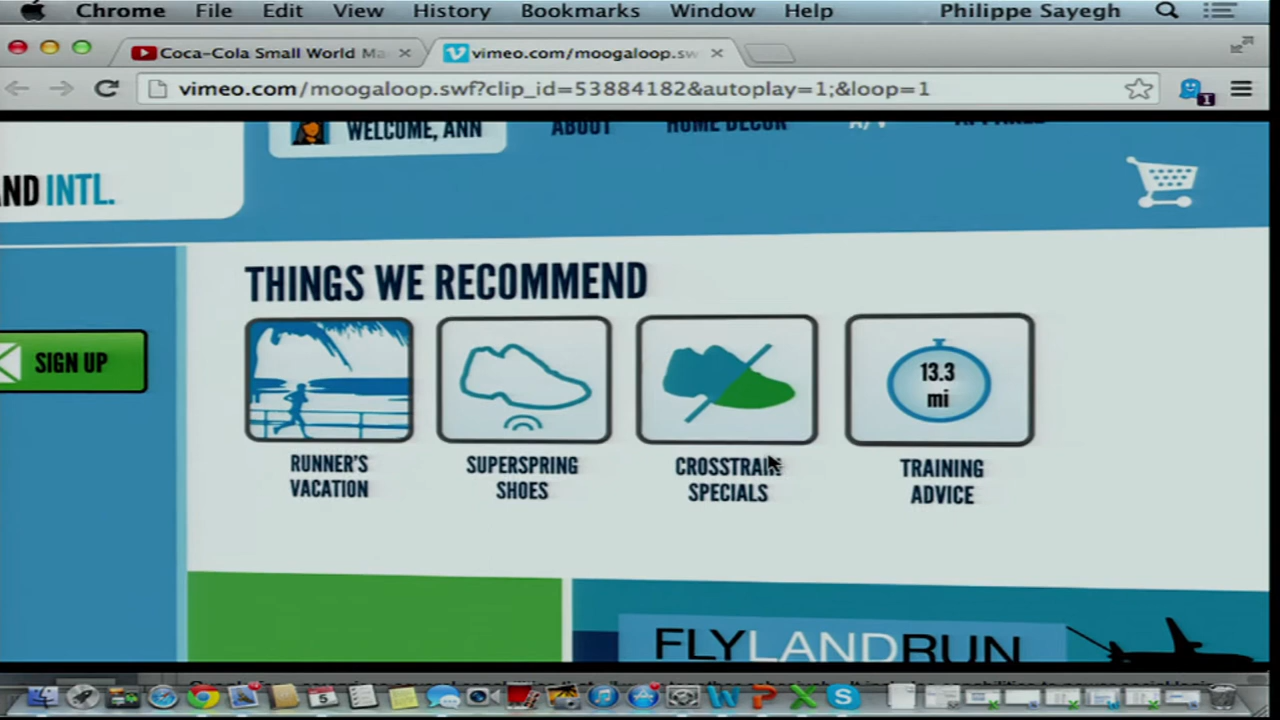 Chrome File Edit View History Bookmarks Window Help Philippe Sayegh
Coca-Cola Small World Ma
vimeo.com/moogaloop.sw
vimeo.com/moogaloop.swf?clip_id=53884182&autoplay=1;&loop=1
WELCOME, ANN ABOUT HOME DECOR A/V APPAREL
AND INTL.
THINGS WE RECOMMEND
SIGN UP
13.3
mi
RUNNER'S
VACATION
SUPERSPRING
SHOES
CROSSTRAIN
SPECIALS
TRAINING
ADVICE
FLYLANDRUN